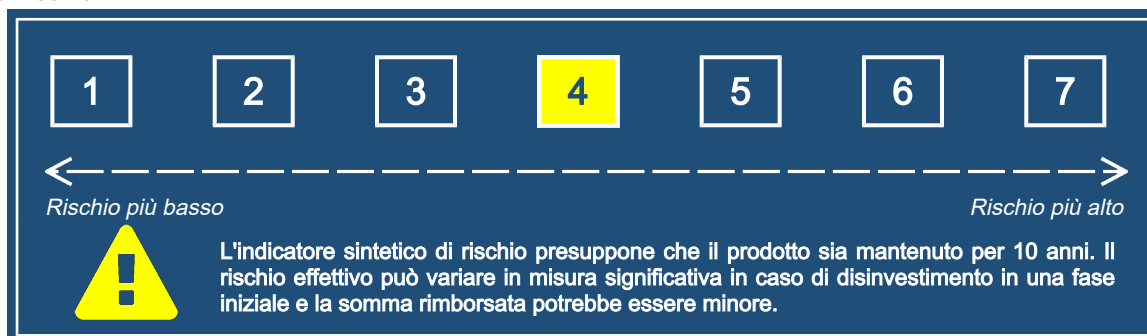 1 2 3 4 5 6 7
Rischio più basso Rischio più alto
L'indicatore sintetico di rischio presuppone che il prodotto sia mantenuto per 10 anni. Il
rischio effettivo può variare in misura significativa in caso di disinvestimento in una fase
iniziale e la somma rimborsata potrebbe essere minore.